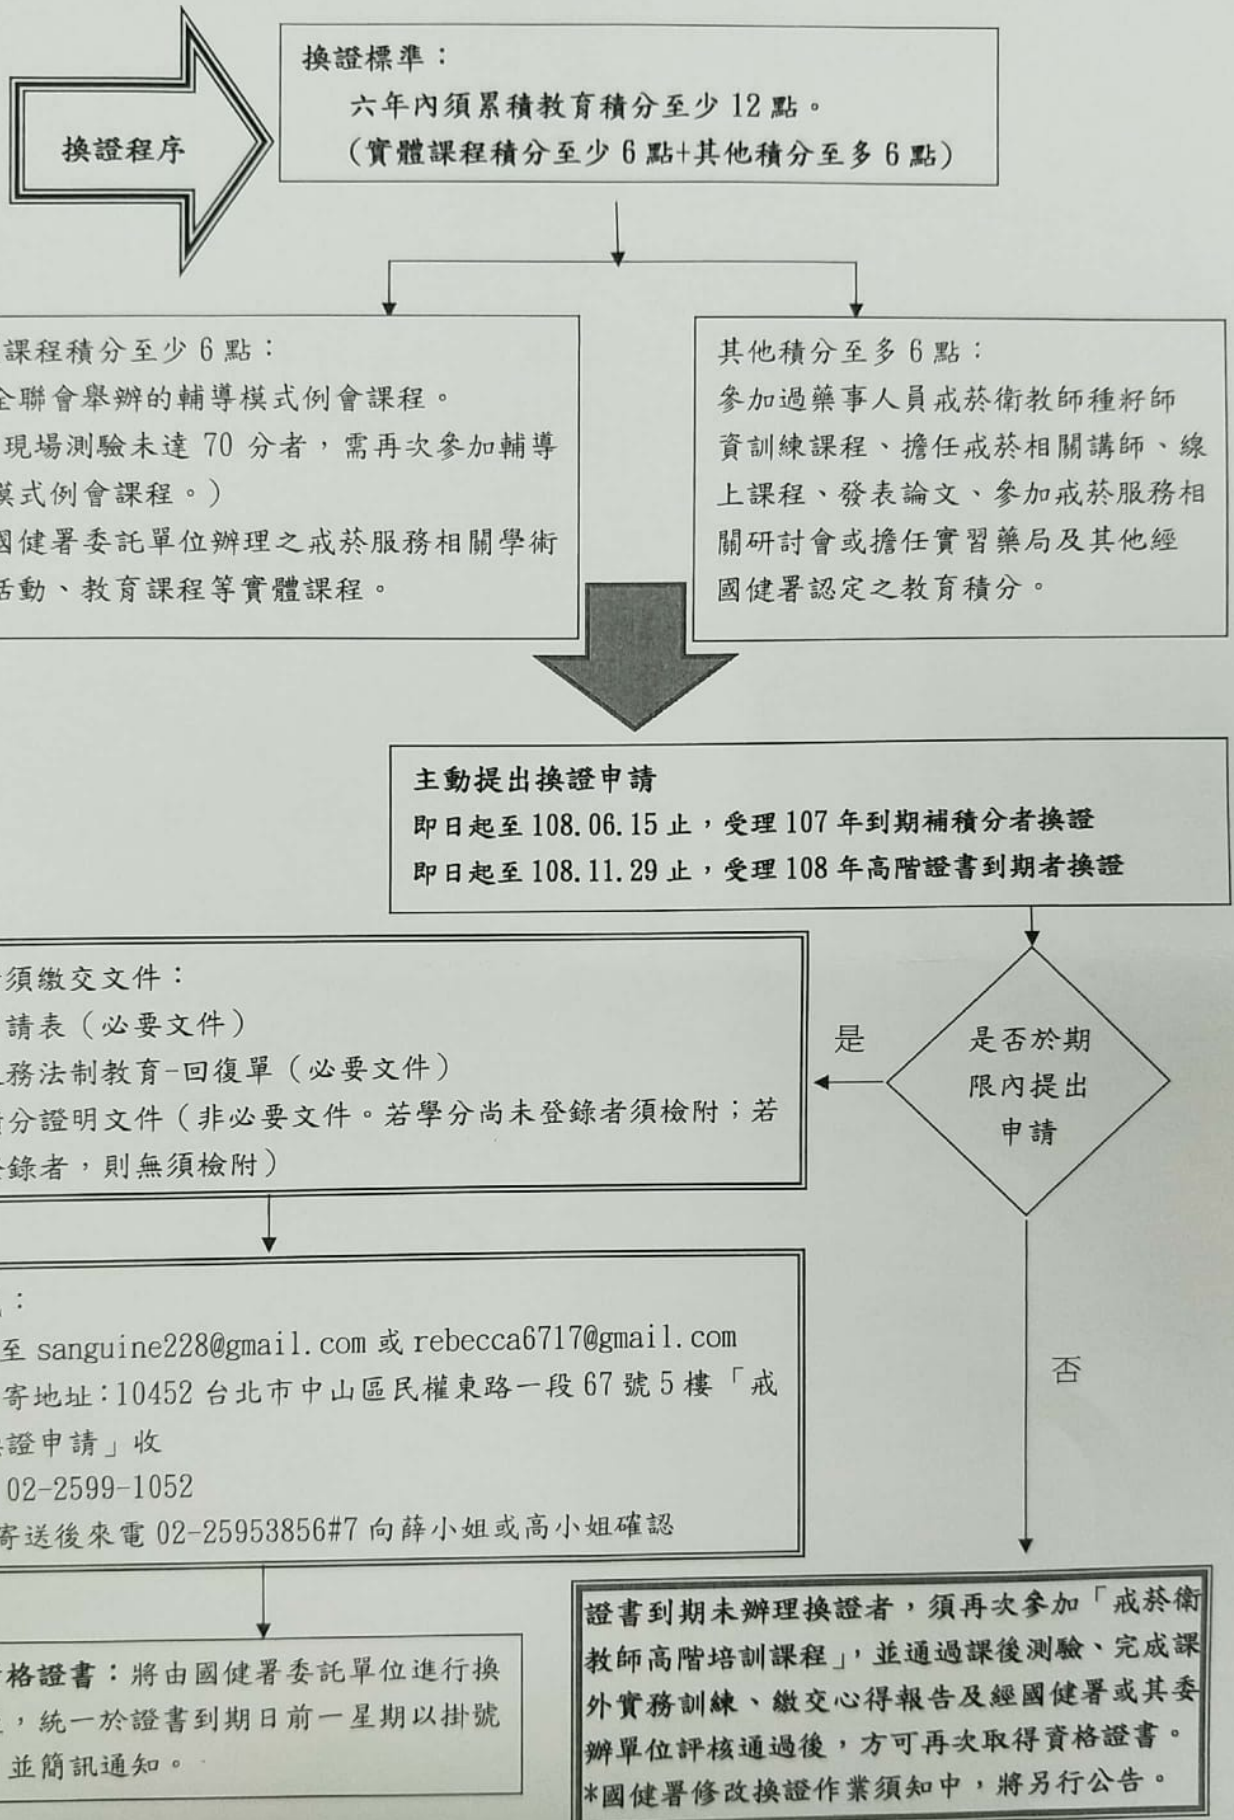 換證程序
換證標準：
六年內須累積教育積分至少 12 點。
（實體課程積分至少 6 點+其他積分至多 6 點）
課程積分至少 6 點：
全聯會舉辦的輔導模式例會課程。
現場測驗未達 70 分者，需再次參加輔導
模式例會課程。）
國健署委託單位辦理之戒菸服務相關學術
活動、教育課程等實體課程。
其他積分至多 6 點：
參加過藥事人員戒菸衛教師種籽師
資訓練課程、擔任戒菸相關講師、線
上課程、發表論文、參加戒菸服務相
關研討會或擔任實習藥局及其他經
國健署認定之教育積分。
主動提出換證申請
即日起至 108.06.15 止，受理 107 年到期補積分者換證
即日起至 108.11.29 止，受理 108 年高階證書到期者換證
是否於期
限內提出
申請
是
否
須繳交文件：
請表（必要文件）
務法制教育-回復單（必要文件）
分證明文件（非必要文件。若學分尚未登錄者須檢附；若
錄者，則無須檢附）
：
至 sanguine228@gmail.com 或 rebecca6717@gmail.com
寄地址：10452 台北市中山區民權東路一段 67 號 5 樓「戒
證申請」收
02-2599-1052
寄送後來電 02-25953856#7 向薛小姐或高小姐確認
格證書：將由國健署委託單位進行換
，統一於證書到期日前一星期以掛號
並簡訊通知。
證書到期未辦理換證者，須再次參加「戒菸衛
教師高階培訓課程」，並通過課後測驗、完成課
外實務訓練、繳交心得報告及經國健署或其委
辦單位評核通過後，方可再次取得資格證書。
*國健署修改換證作業須知中，將另行公告。